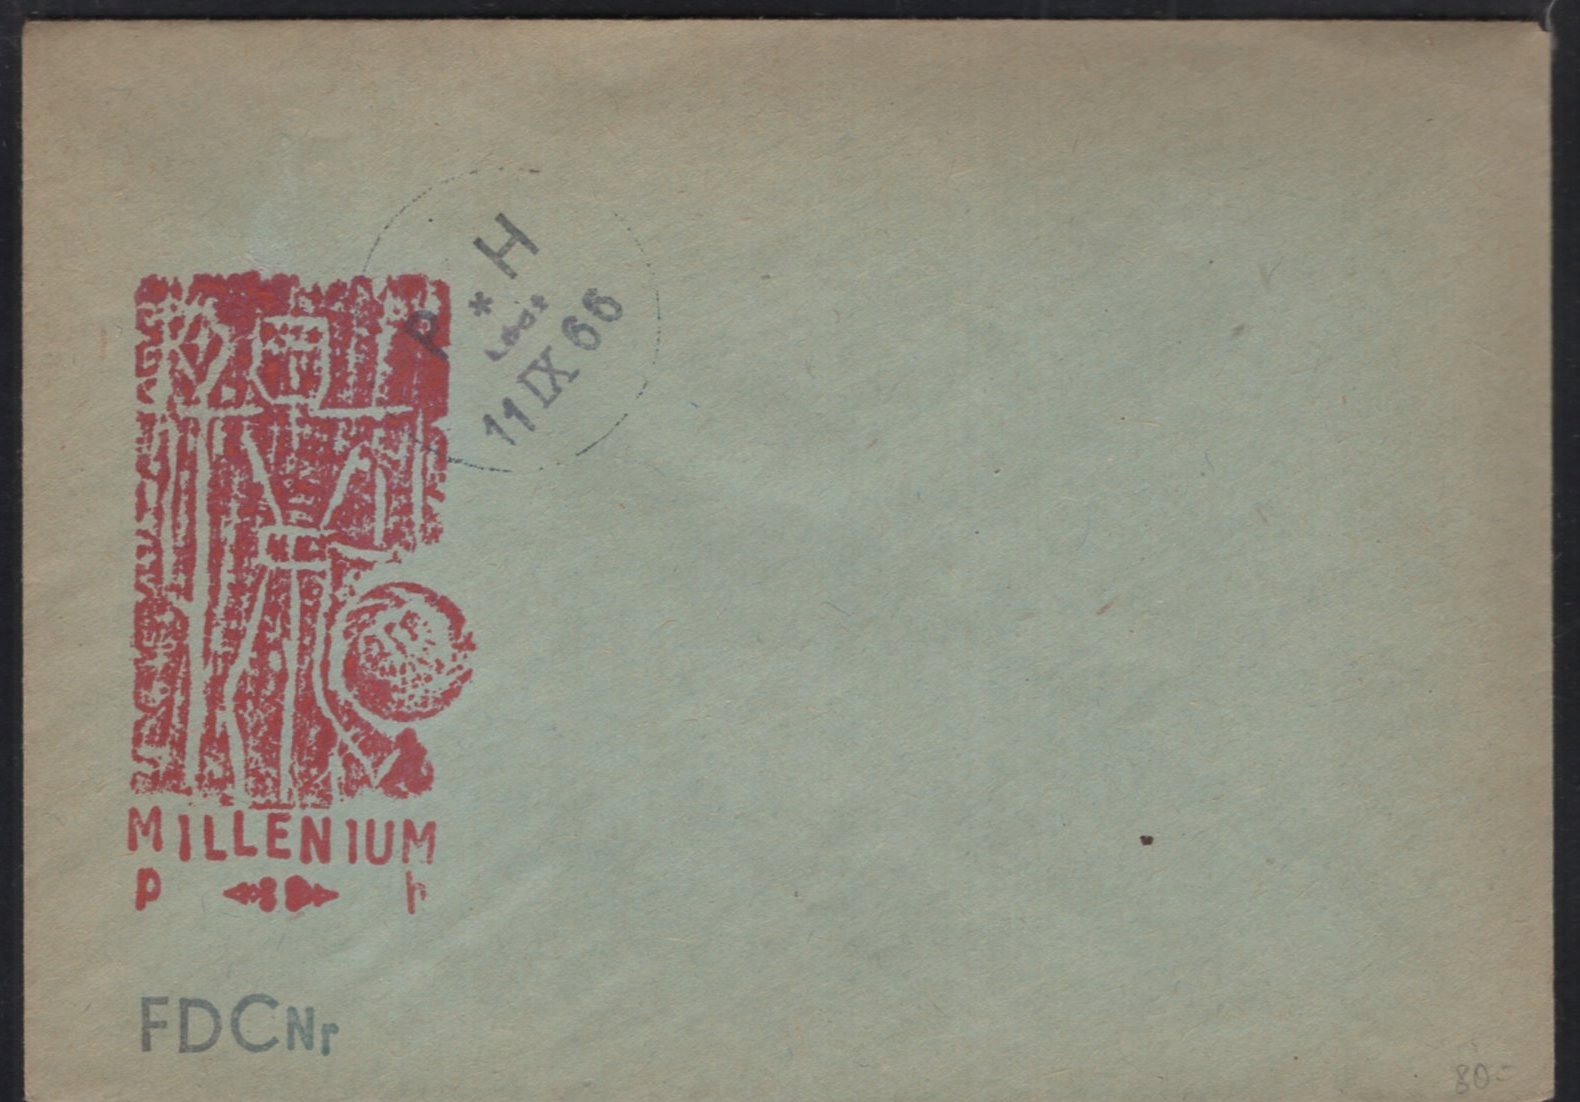 P * H
11 IX 66
MILLENIUM
p h
FDC Nr
80-